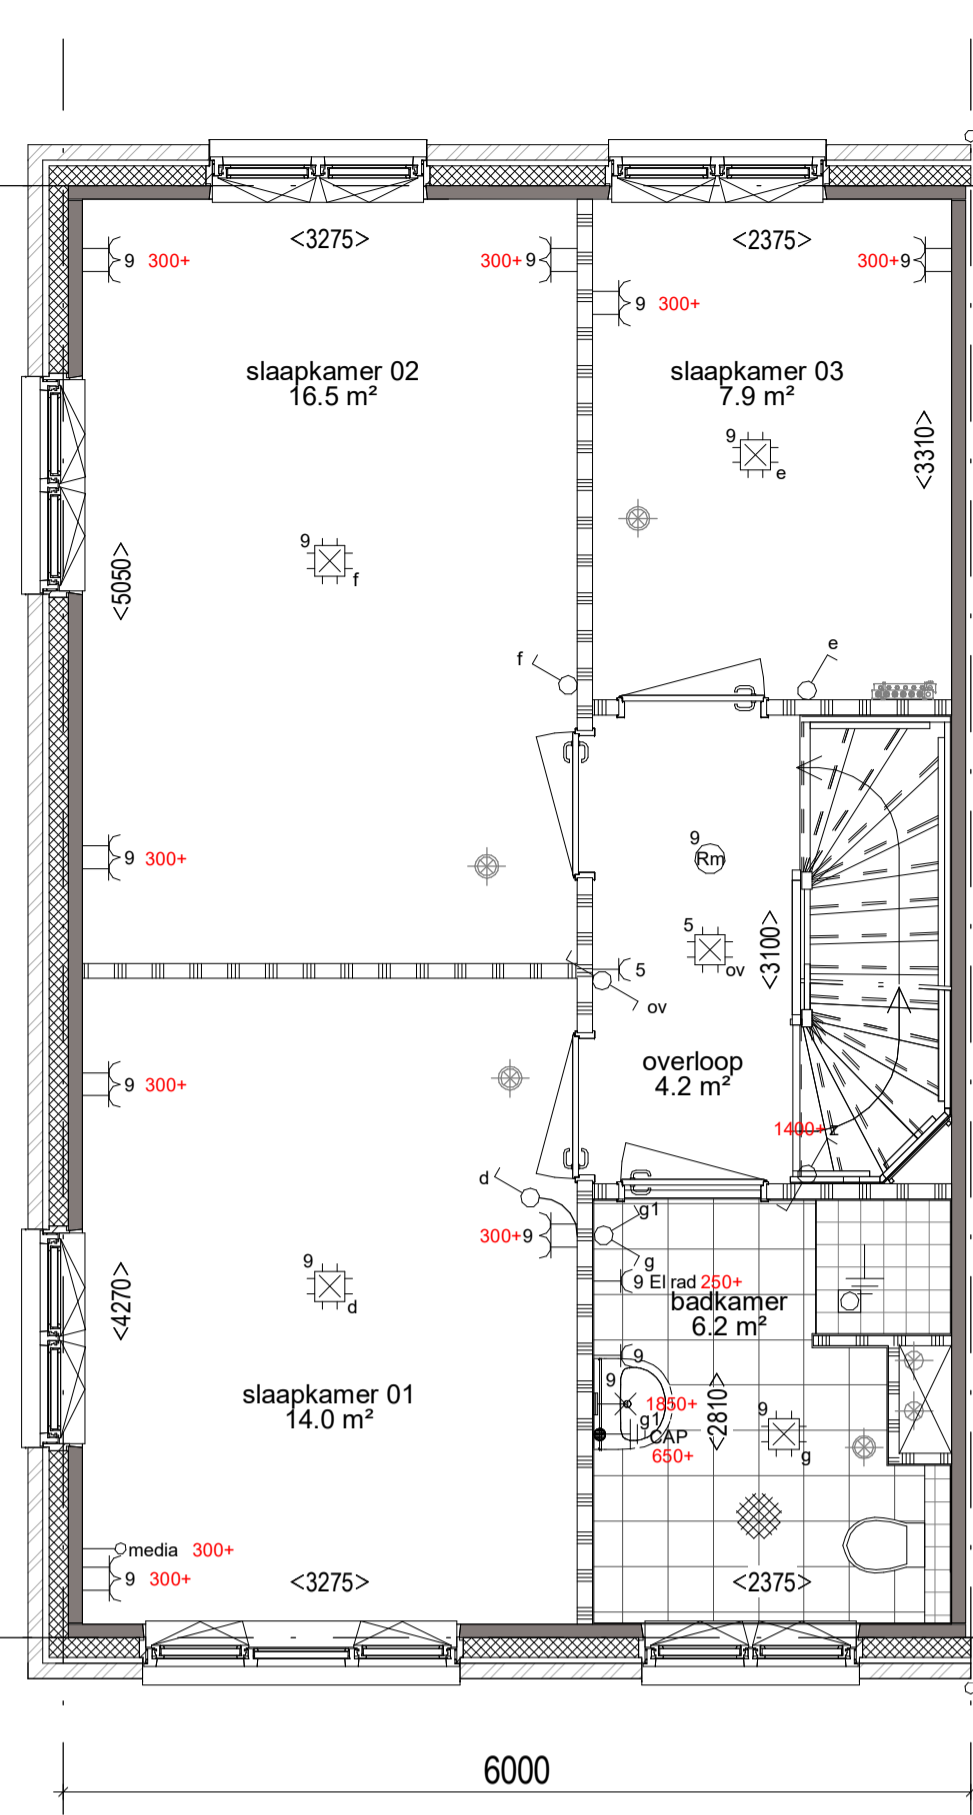 <3275>
<2375>
9 300+
300+ 9
300+ 9
9 300+
slaapkamer 02
16.5 m²
slaapkamer 03
7.9 m²
<3310>
9
e
9
f
<5050>
f
e
9
Rm
9 300+
5
ov
<3100>
5
ov
overloop
4.2 m²
9 300+
1400+
d
g1
300+ 9
g
9 El rad 250+
9
d
<4270>
badkamer
6.2 m²
9
9
slaapkamer 01
14.0 m²
1850+
g1
CAP
650+
<2810>
9
g
media 300+
9 300+
<3275>
<2375>
6000